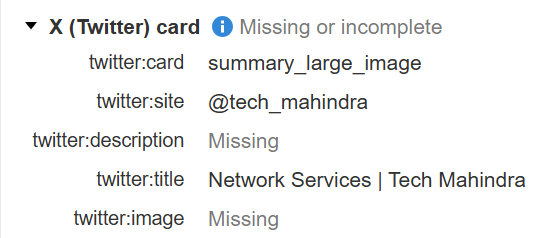 X (Twitter) card Missing or incomplete
twitter:card summary_large_image
twitter:site @tech_mahindra
twitter:description Missing
twitter:title Network Services | Tech Mahindra
twitter:image Missing